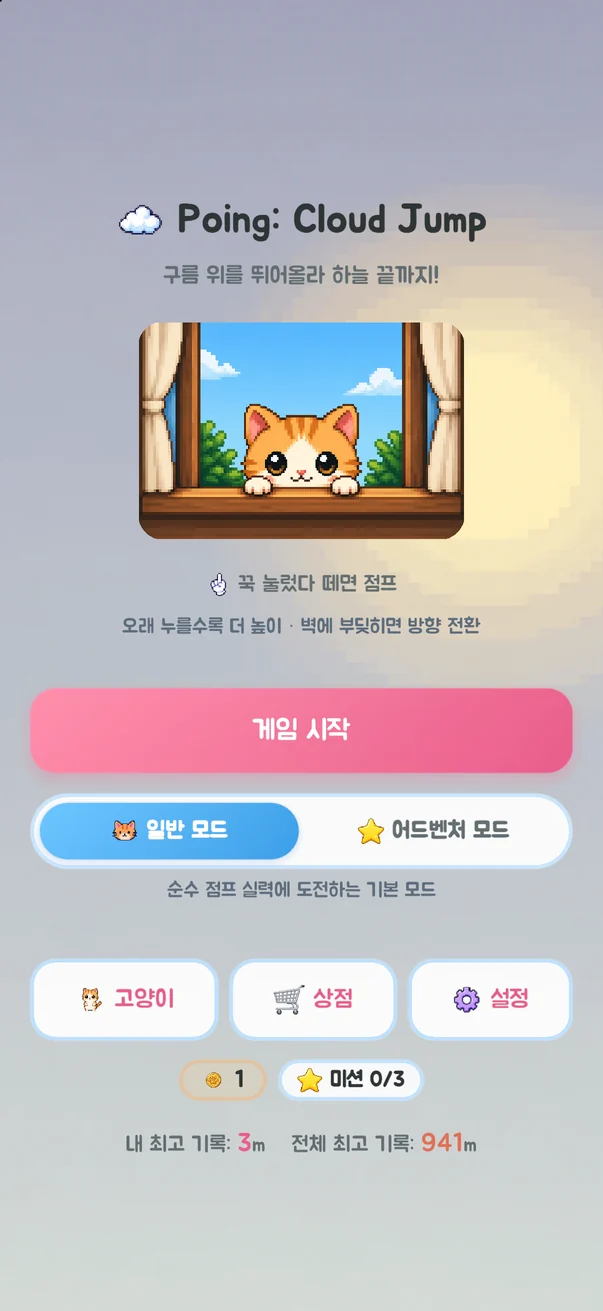 Poing: Cloud Jump
구름 위를 뛰어올라 하늘 끝까지!
꾹 눌렀다 떼면 점프
오래 누를수록 더 높이 · 벽에 부딪히면 방향 전환
게임 시작
일반 모드
어드벤처 모드
순수 점프 실력에 도전하는 기본 모드
고양이
상점
설정
1
미션 0/3
내 최고 기록: 3m 전체 최고 기록: 941m